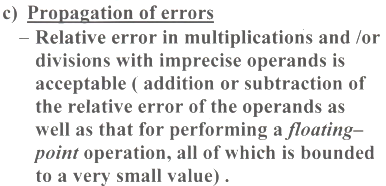 c) Propagation of errors
– Relative error in multiplications and /or
divisions with imprecise operands is
acceptable ( addition or subtraction of
the relative error of the operands as
well as that for performing a floating–
point operation, all of which is bounded
to a very small value) .